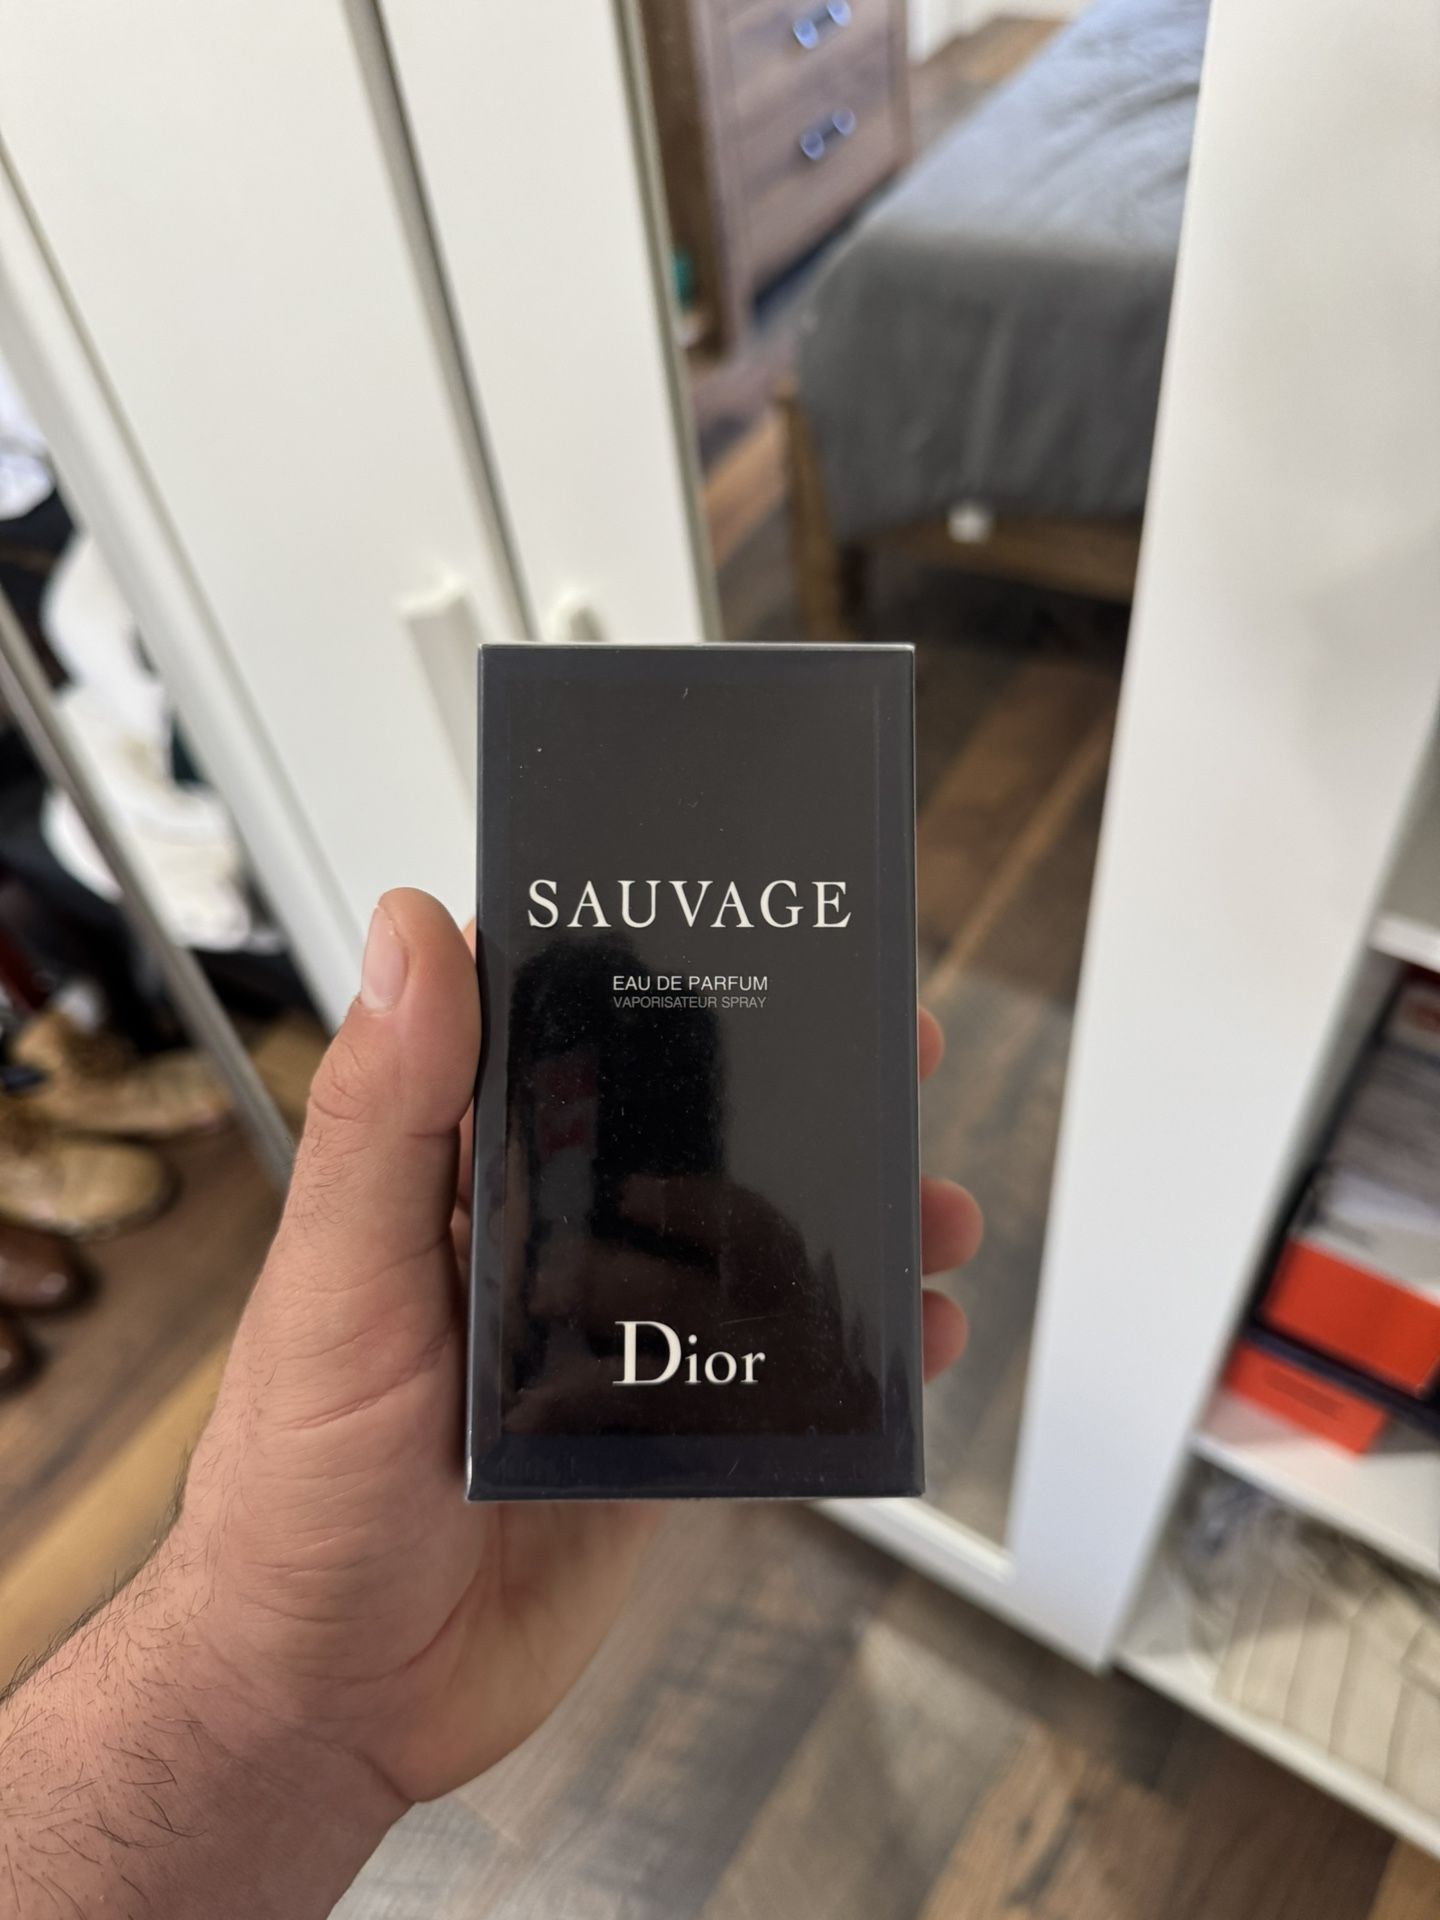 SAUVAGE
EAU DE PARFUM
VAPORISATEUR SPRAY
Dior